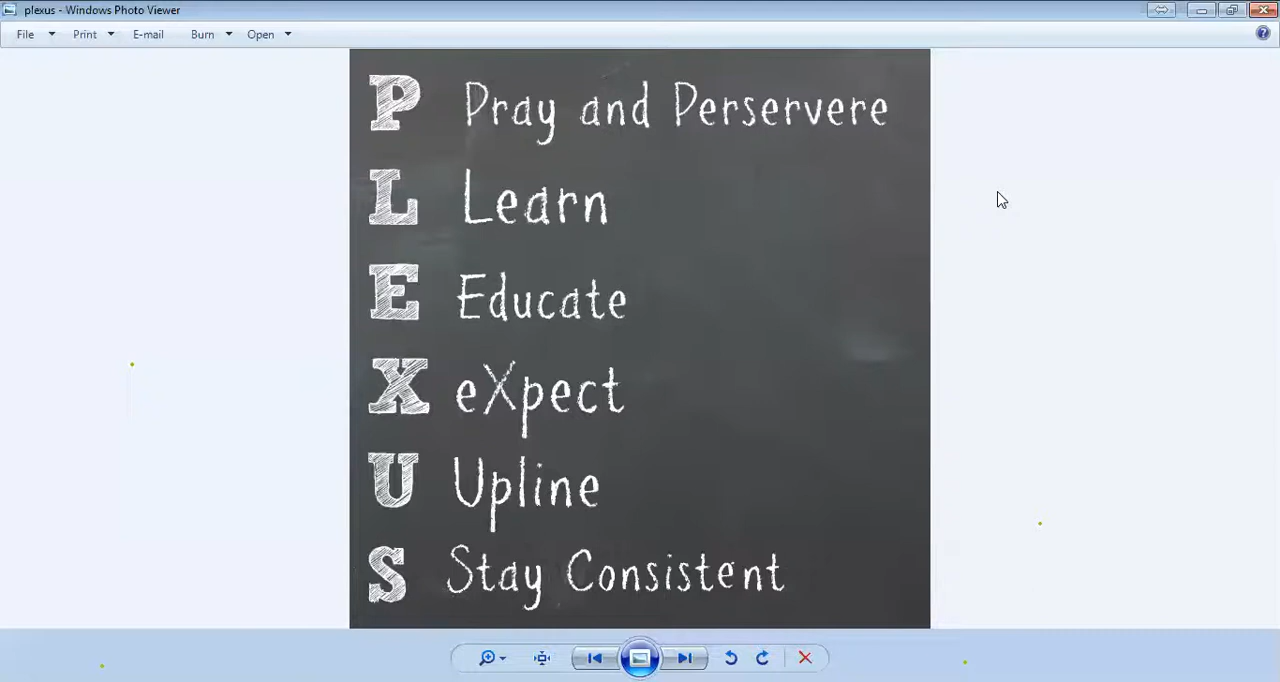 plexus - Windows Photo Viewer
File Print E-mail Burn Open
P Pray and Perservere
L Learn
E Educate
X eXpect
U Upline
S Stay Consistent